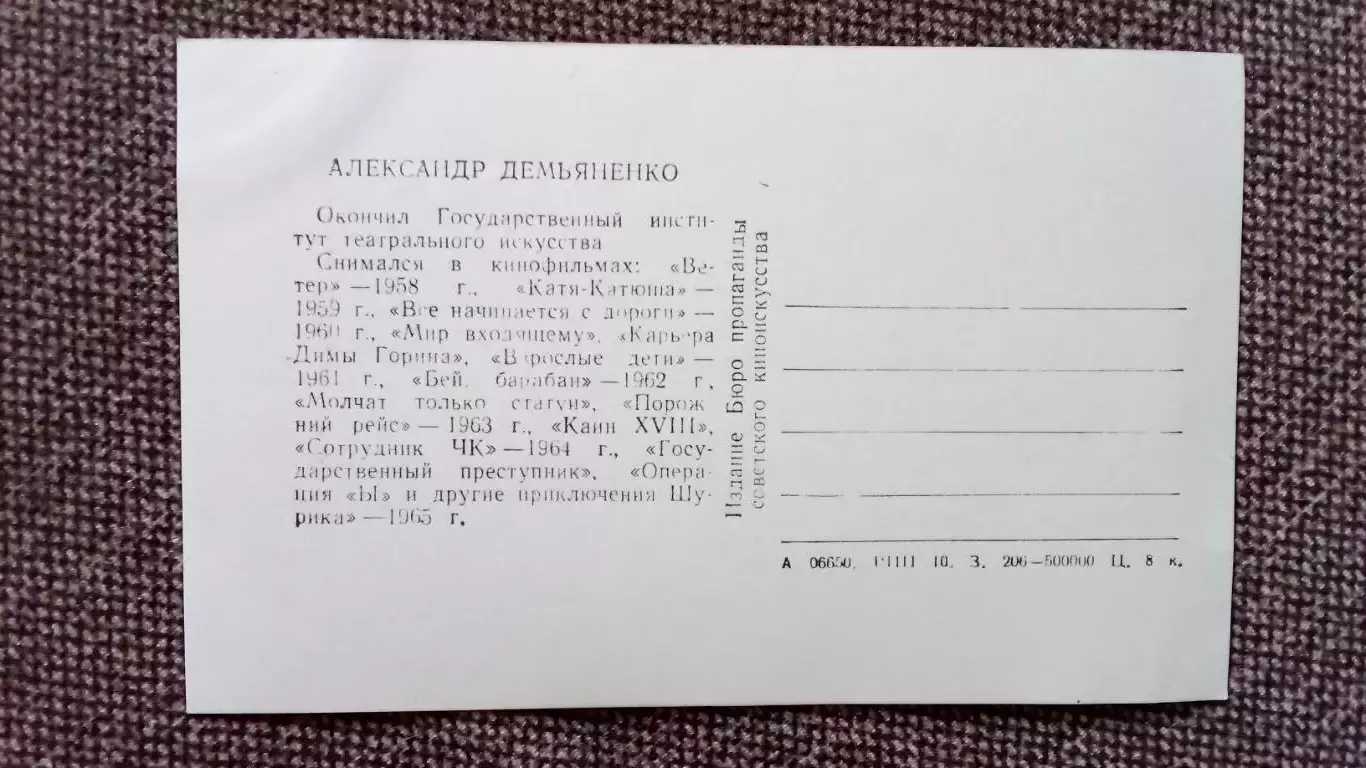 АЛЕКСАНДР ДЕМЬЯНЕНКО
Окончил Государственный инсти-
тут театрального искусства
Снимался в кинофильмах: «Ве-
тер» — 1958 г., «Катя-Катюша» —
1959 г., «Все начинается с дороги» —
1960 г., «Мир входящему», «Карьера
Димы Горина», «Взрослые дети» —
1961 г., «Бей, барабан» — 1962 г,
«Молчат только статуи», «Порож
ний рейс» — 1963 г., «Каин XVIII»,
«Сотрудник ЧК» — 1964 г., «Госу-
дарственный преступник», «Опера-
ция «Ы» и другие приключения Шу-
рика» — 1965 г.
Издание Бюро пропаганды
советского киноискусства
А 06650. 10. З. 206—500000 Ц. 8 к.